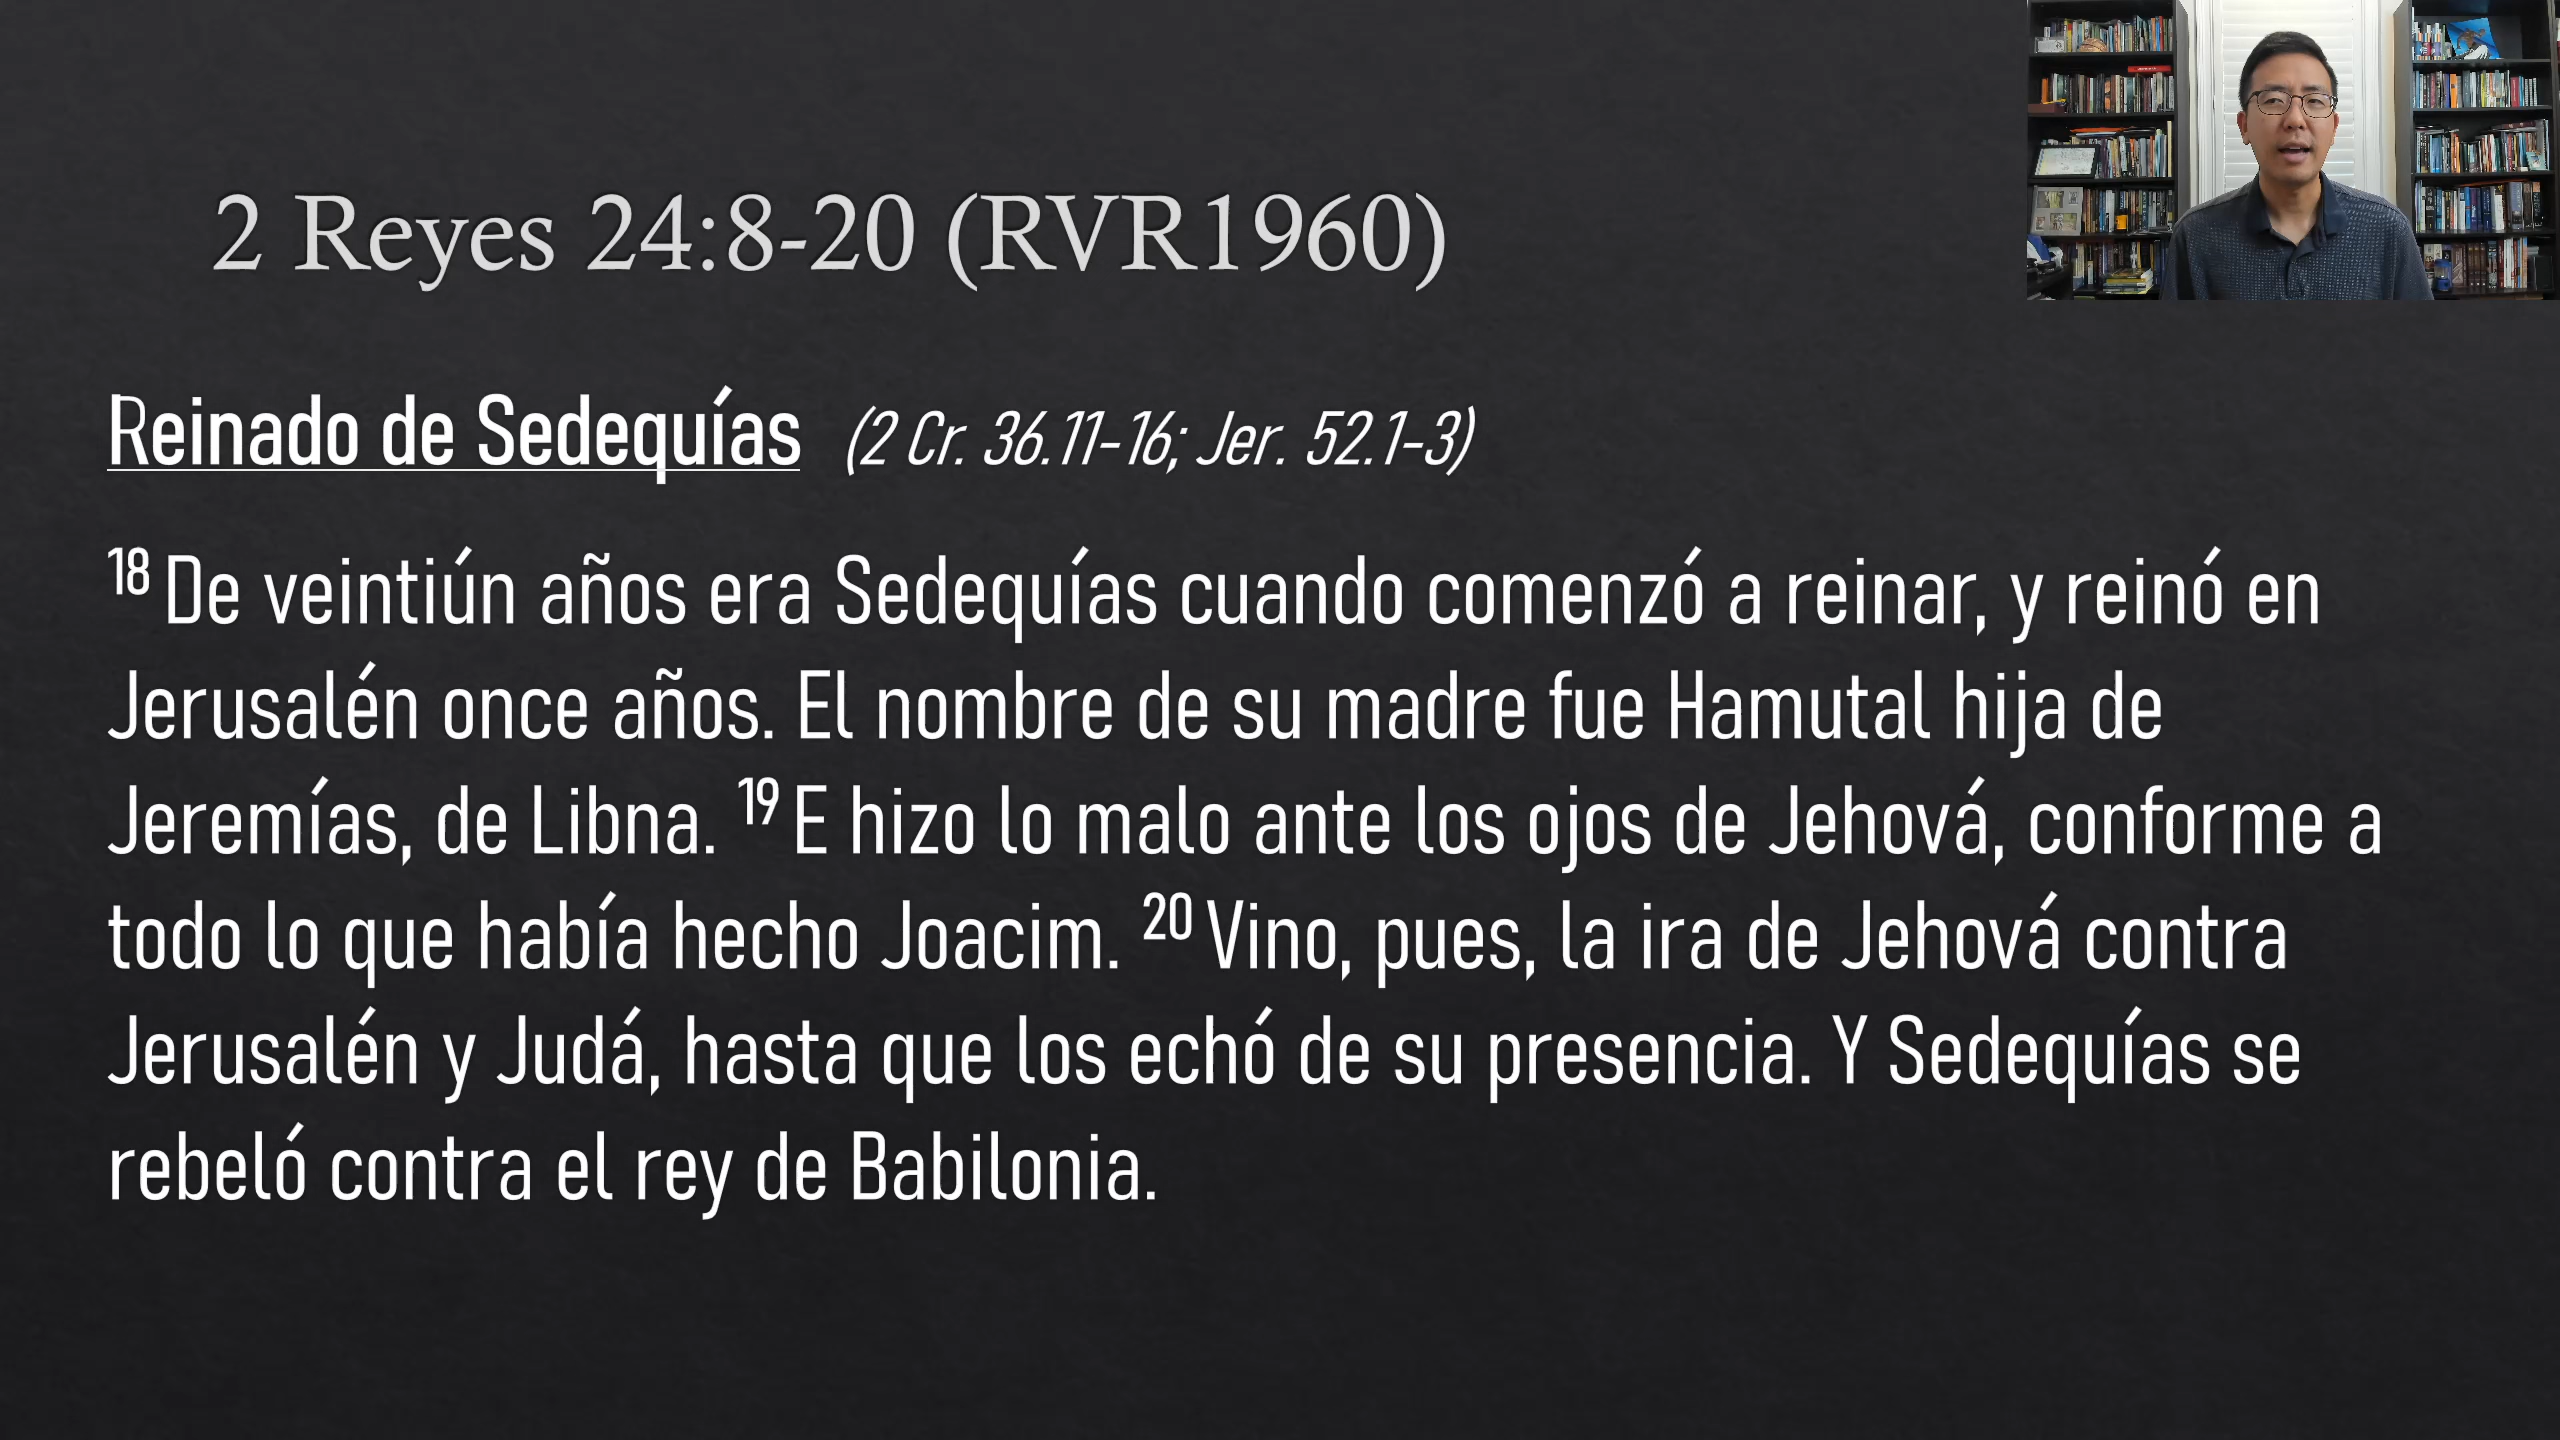 2 Reyes 24:8-20 (RVR1960)
Reinado de Sedequías (2 Cr. 36.11-16; Jer. 52.1-3)
18 De veintiún años era Sedequías cuando comenzó a reinar, y reinó en
Jerusalén once años. El nombre de su madre fue Hamutal hija de
Jeremías, de Libna. 19 E hizo lo malo ante los ojos de Jehová, conforme a
todo lo que había hecho Joacim. 20 Vino, pues, la ira de Jehová contra
Jerusalén y Judá, hasta que los echó de su presencia. Y Sedequías se
rebeló contra el rey de Babilonia.